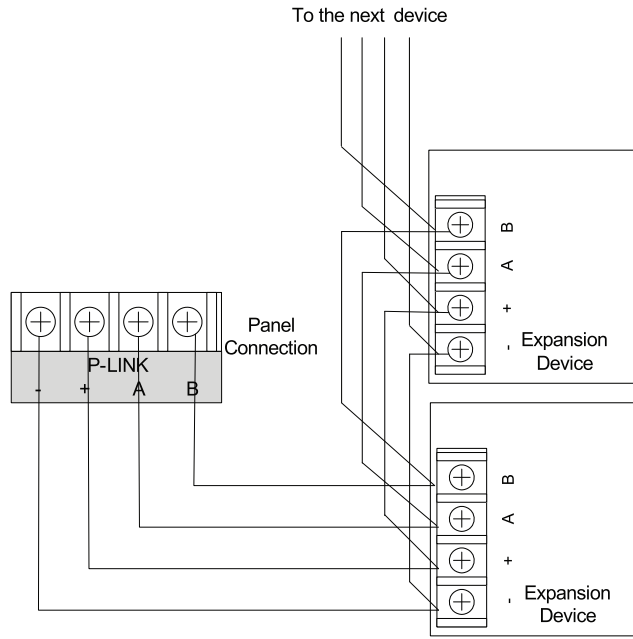 To the next device
B
A
+
-
Expansion
Device
Panel
Connection
P-LINK
- + A B
B
A
+
-
Expansion
Device